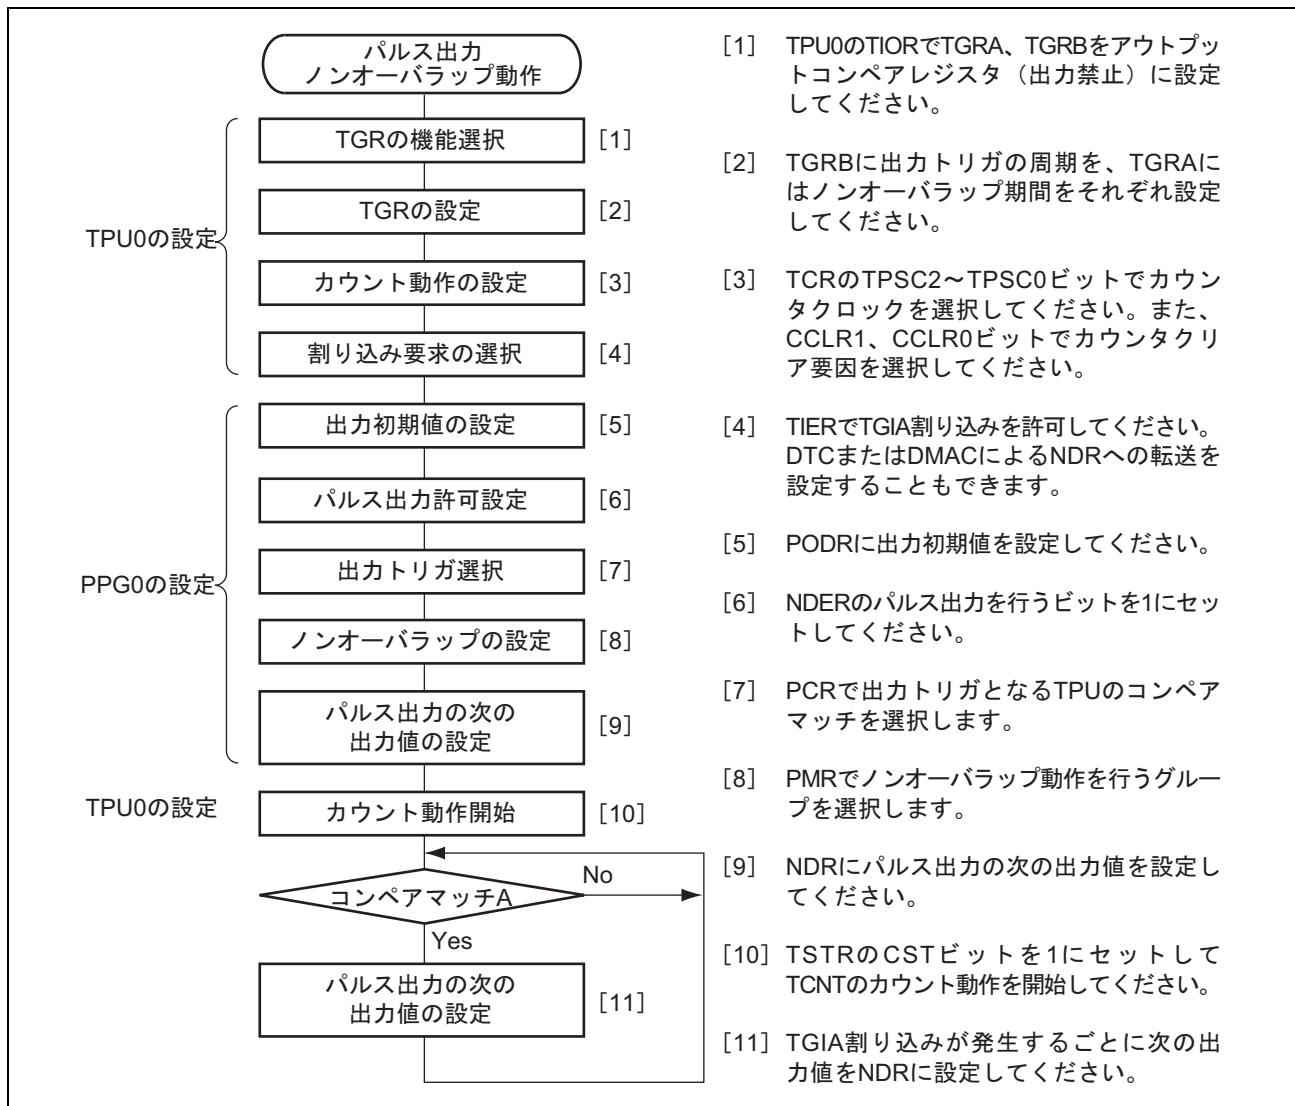 パルス出力
ノンオーバラップ動作
TPU0の設定
TGRの機能選択 [1]
TGRの設定 [2]
カウント動作の設定 [3]
割り込み要求の選択 [4]
PPG0の設定
出力初期値の設定 [5]
パルス出力許可設定 [6]
出力トリガ選択 [7]
ノンオーバラップの設定 [8]
パルス出力の次の
出力値の設定 [9]
TPU0の設定
カウント動作開始 [10]
コンペアマッチA
No
Yes
パルス出力の次の
出力値の設定 [11]
[1] TPU0のTIORでTGRA、TGRBをアウトプッ
トコンペアレジスタ（出力禁止）に設定
してください。
[2] TGRBに出力トリガの周期を、TGRAに
はノンオーバラップ期間をそれぞれ設定
してください。
[3] TCRのTPSC2～TPSC0ビットでカウン
タクロックを選択してください。また、
CCLR1、CCLR0ビットでカウンタクリ
ア要因を選択してください。
[4] TIERでTGIA割り込みを許可してください。
DTCまたはDMACによるNDRへの転送を
設定することもできます。
[5] PODRに出力初期値を設定してください。
[6] NDERのパルス出力を行うビットを1にセッ
トしてください。
[7] PCRで出力トリガとなるTPUのコンペア
マッチを選択します。
[8] PMRでノンオーバラップ動作を行うグルー
プを選択します。
[9] NDRにパルス出力の次の出力値を設定し
てください。
[10] TSTRのCSTビットを1にセットして
TCNTのカウント動作を開始してください。
[11] TGIA割り込みが発生するごとに次の出
力値をNDRに設定してください。